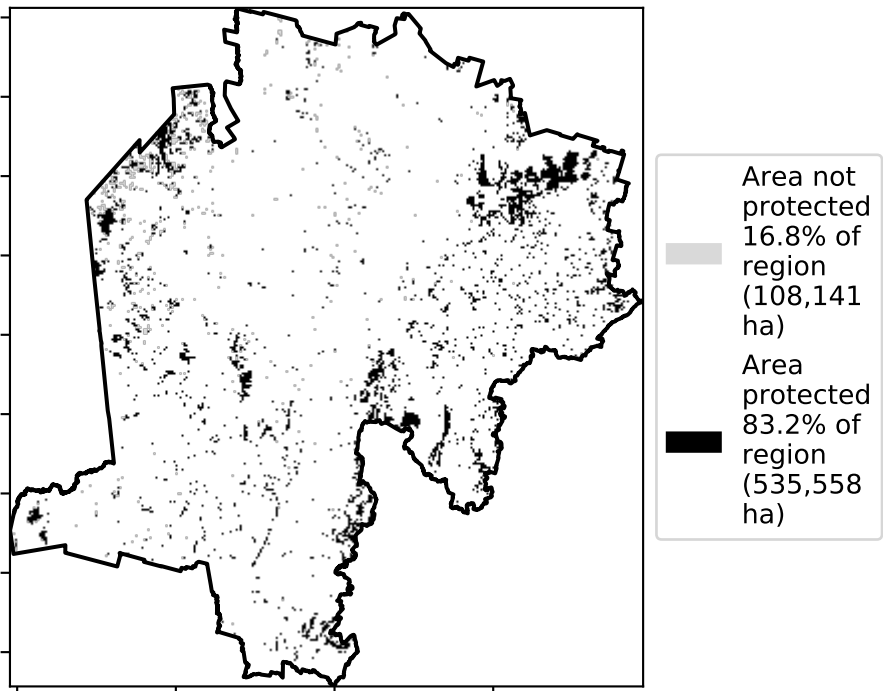 Area not
protected
16.8% of
region
(108,141
ha)
Area
protected
83.2% of
region
(535,558
ha)